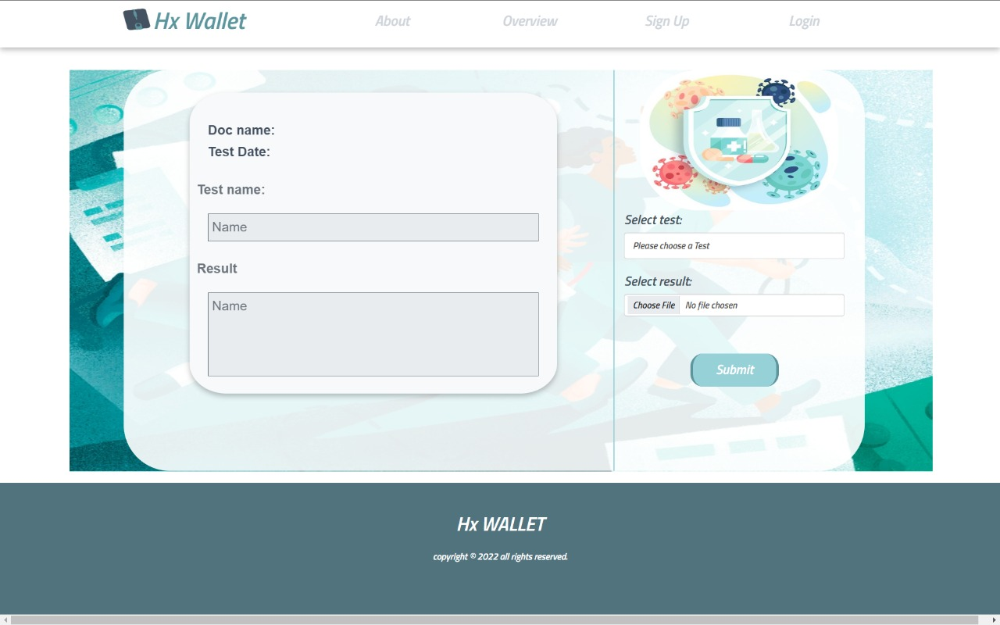 Hx Wallet About Overview Sign Up Login
Doc name:
Test Date:
Test name:
Name
Result
Name
Select test:
Please choose a Test
Select result:
Choose File No file chosen
Submit
Hx WALLET
copyright © 2022 all rights reserved.